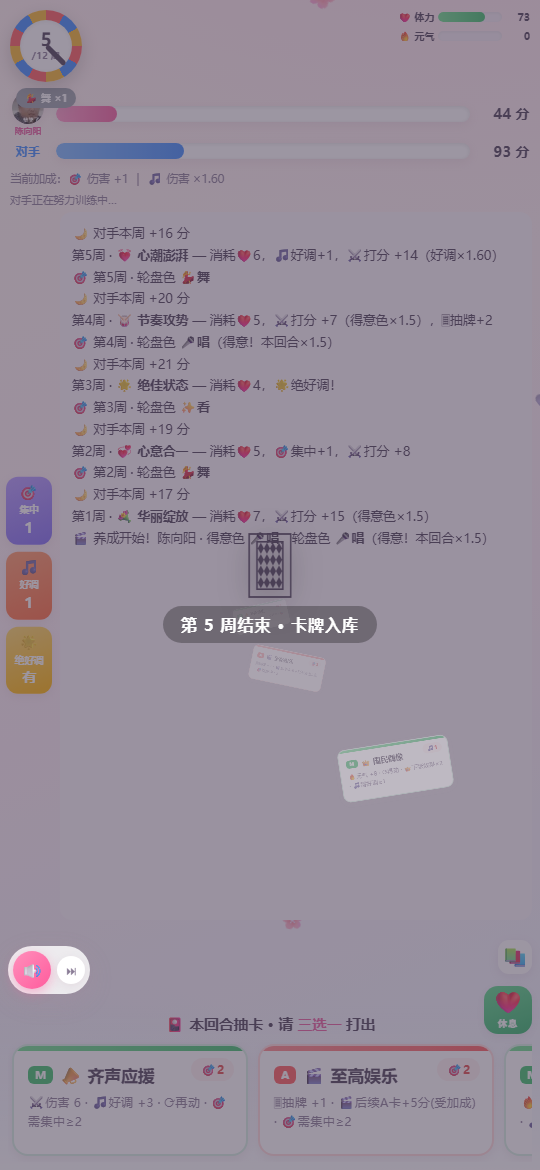 5
/12 周
体力 73
元气 0
舞 ×1
陈向阳
44 分
对手
93 分
当前加成: 伤害 +1 | 伤害 ×1.60
对手正在努力训练中...
对手本周 +16 分
第5周 · 心潮澎湃 — 消耗 6, 好调+1, 打分 +14（好调×1.60）
第5周 · 轮盘色 舞
对手本周 +20 分
第4周 · 节奏攻势 — 消耗 5, 打分 +7（得意色×1.5）, 抽牌+2
第4周 · 轮盘色 唱（得意！本回合×1.5）
对手本周 +21 分
第3周 · 绝佳状态 — 消耗 4, 绝好调!
第3周 · 轮盘色
对手本周 +19 分
第2周 · 心意合一 — 消耗 5, 集中+1, 打分 +8
第2周 · 轮盘色 舞
对手本周 +17 分
第1周 · 华丽绽放 — 消耗 7, 打分 +15（得意色×1.5）
养成开始! 陈向阳 · 得意色 唱, 轮盘色 唱（得意! 本回合×1.5）
集中
1
好调
1
绝好调
有
第 5 周结束 • 卡牌入库
M 国民偶像
休息
本回合抽卡 • 请 三选一 打出
M 齐声应援 2
伤害 6 · 好调 +3 · 再动 ·
需集中≥2
A 至高娱乐 2
抽牌 +1 · 后续A卡+5分(受加成)
· 需集中≥2